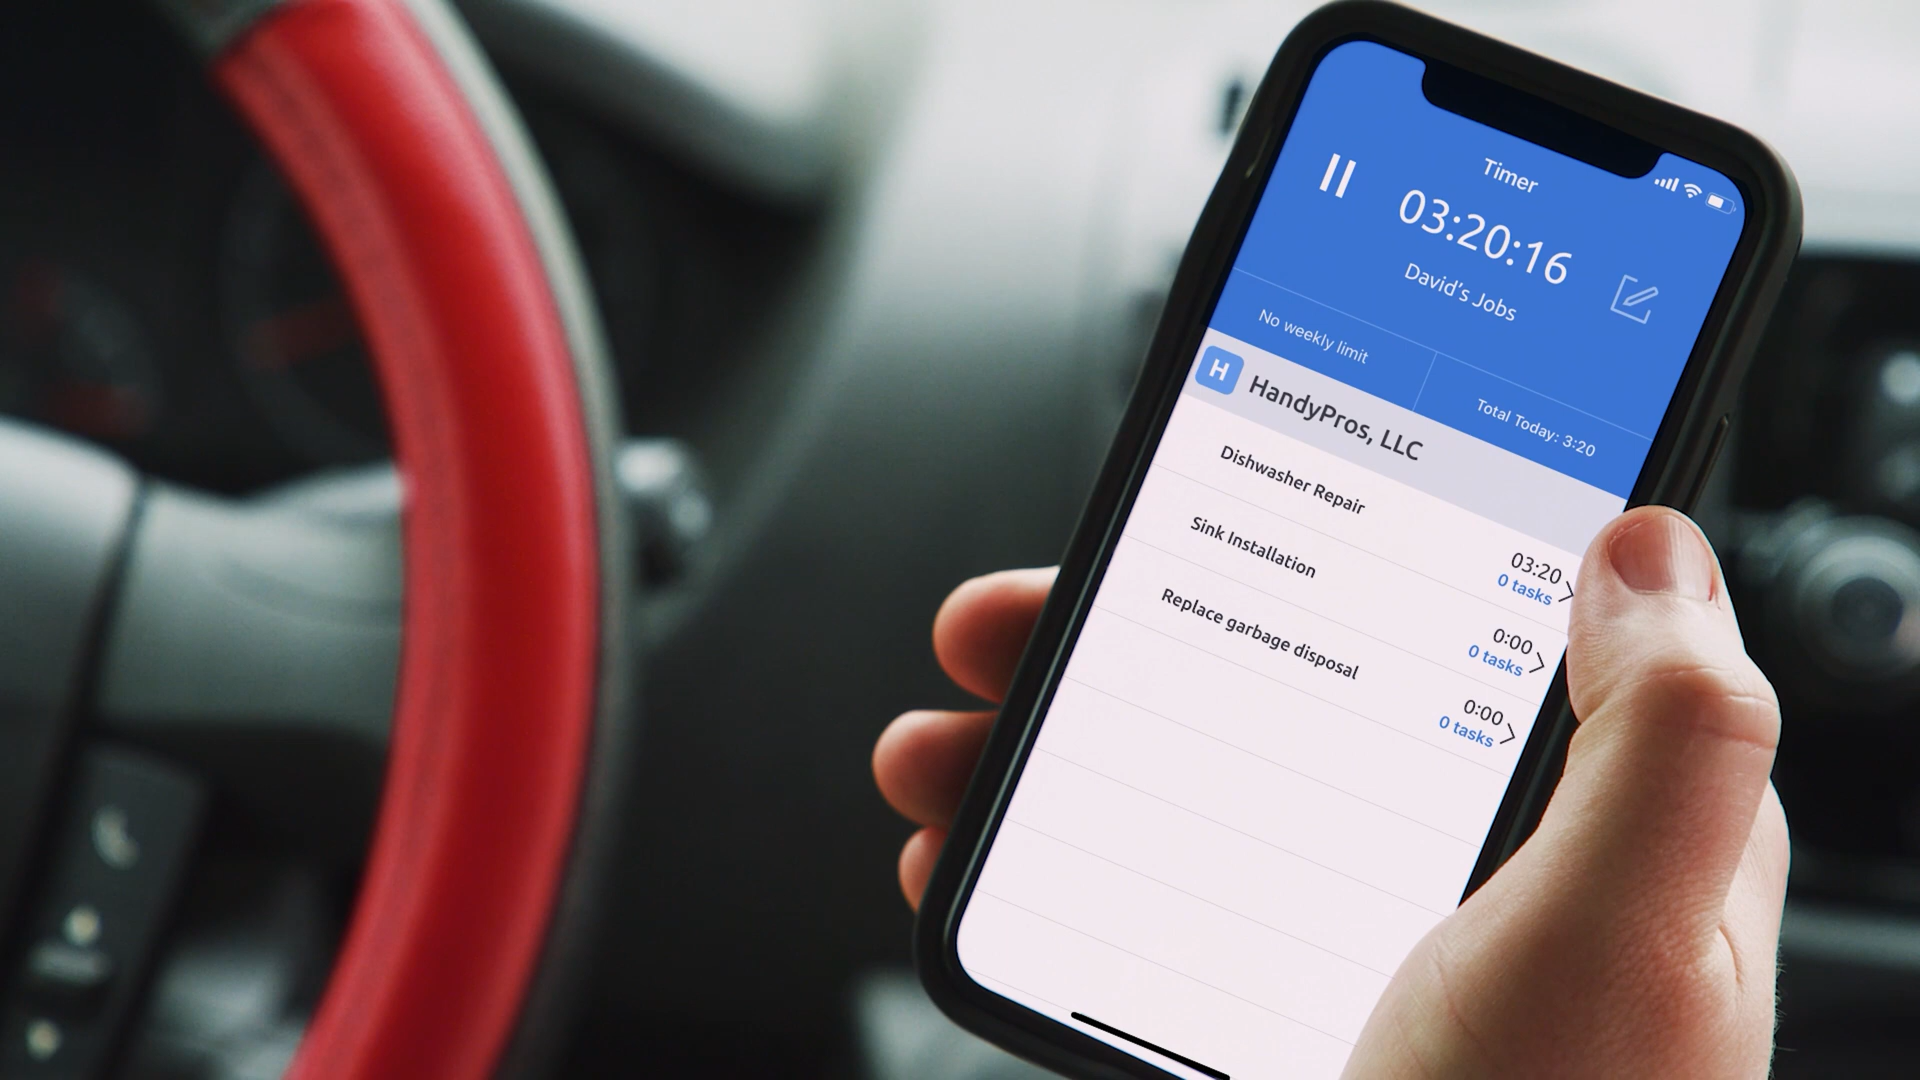 Timer
03:20:16
David's Jobs
No weekly limit
Total Today: 3:20
H
HandyPros, LLC
Dishwasher Repair
03:20
0 tasks
Sink Installation
0:00
0 tasks
Replace garbage disposal
0:00
0 tasks